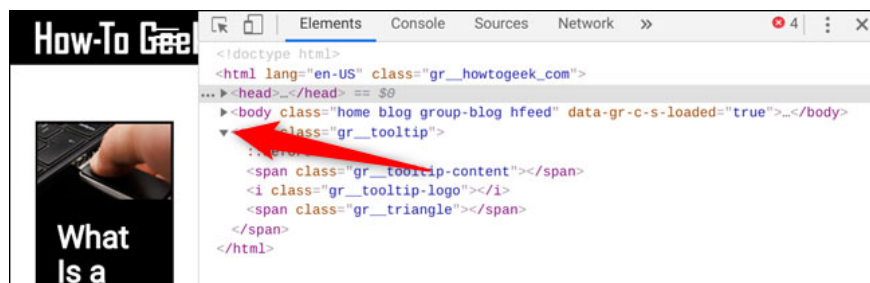 How-To Geek
Elements Console Sources Network » 4
<!doctype html>
<html lang="en-US" class="gr__howtogeek_com">
… ▶<head>…</head> == $0
▶<body class="home blog group-blog hfeed" data-gr-c-s-loaded="true">…</body>
▼ class="gr__tooltip">
<span class="gr__tooltip-content"></span>
<i class="gr__tooltip-logo"></i>
<span class="gr__triangle"></span>
</span>
</html>
What
Is a